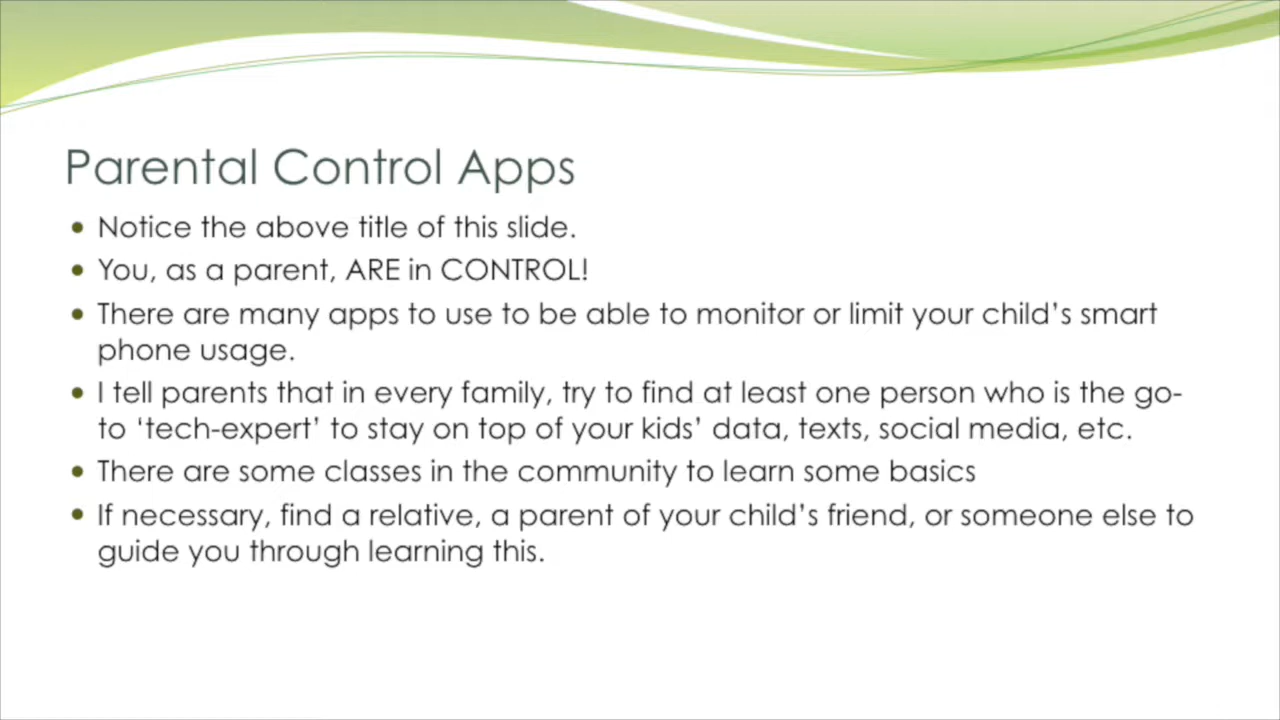 Parental Control Apps
• Notice the above title of this slide.
• You, as a parent, ARE in CONTROL!
• There are many apps to use to be able to monitor or limit your child’s smart
phone usage.
• I tell parents that in every family, try to find at least one person who is the go-
to ‘tech-expert’ to stay on top of your kids’ data, texts, social media, etc.
• There are some classes in the community to learn some basics
• If necessary, find a relative, a parent of your child’s friend, or someone else to
guide you through learning this.